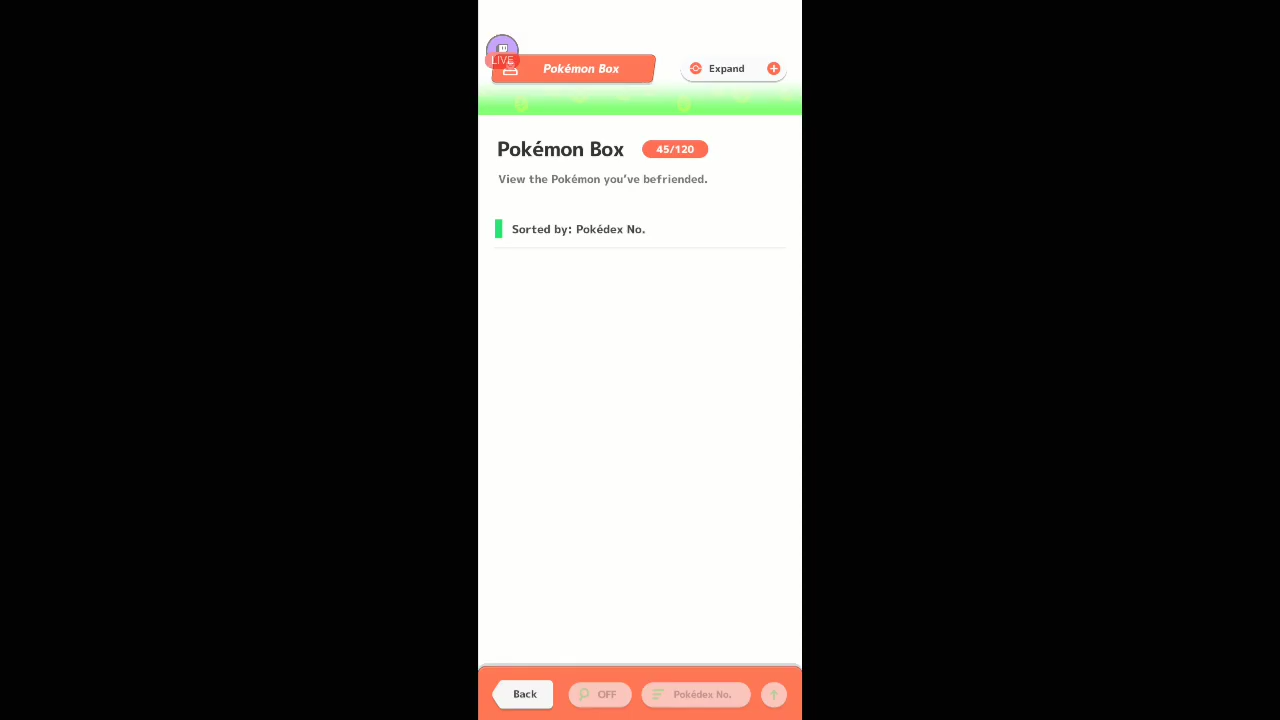 LIVE
Pokémon Box
Expand
Pokémon Box
45/120
View the Pokémon you've befriended.
Sorted by: Pokédex No.
Back
OFF
Pokédex No.